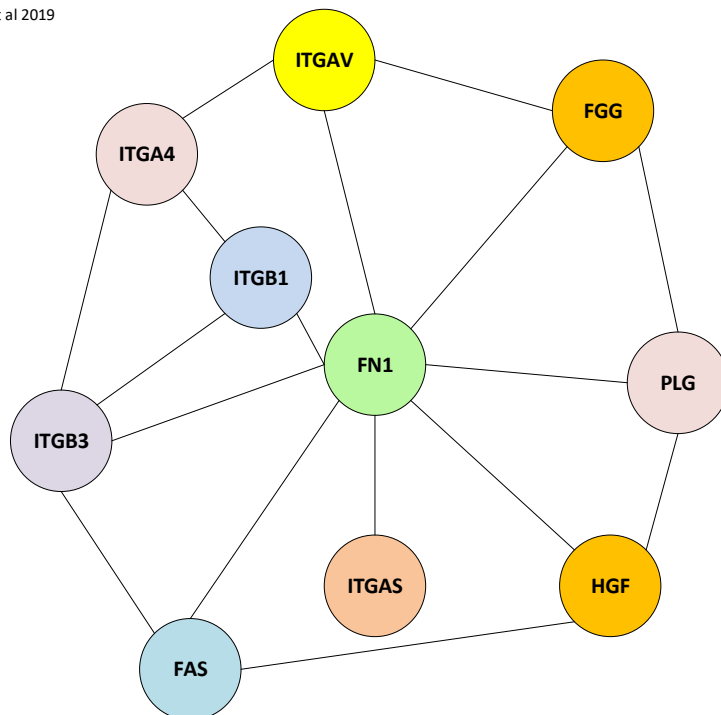 al 2019
ITGAV
FGG
ITGA4
ITGB1
FN1
PLG
ITGB3
ITGAS
HGF
FAS